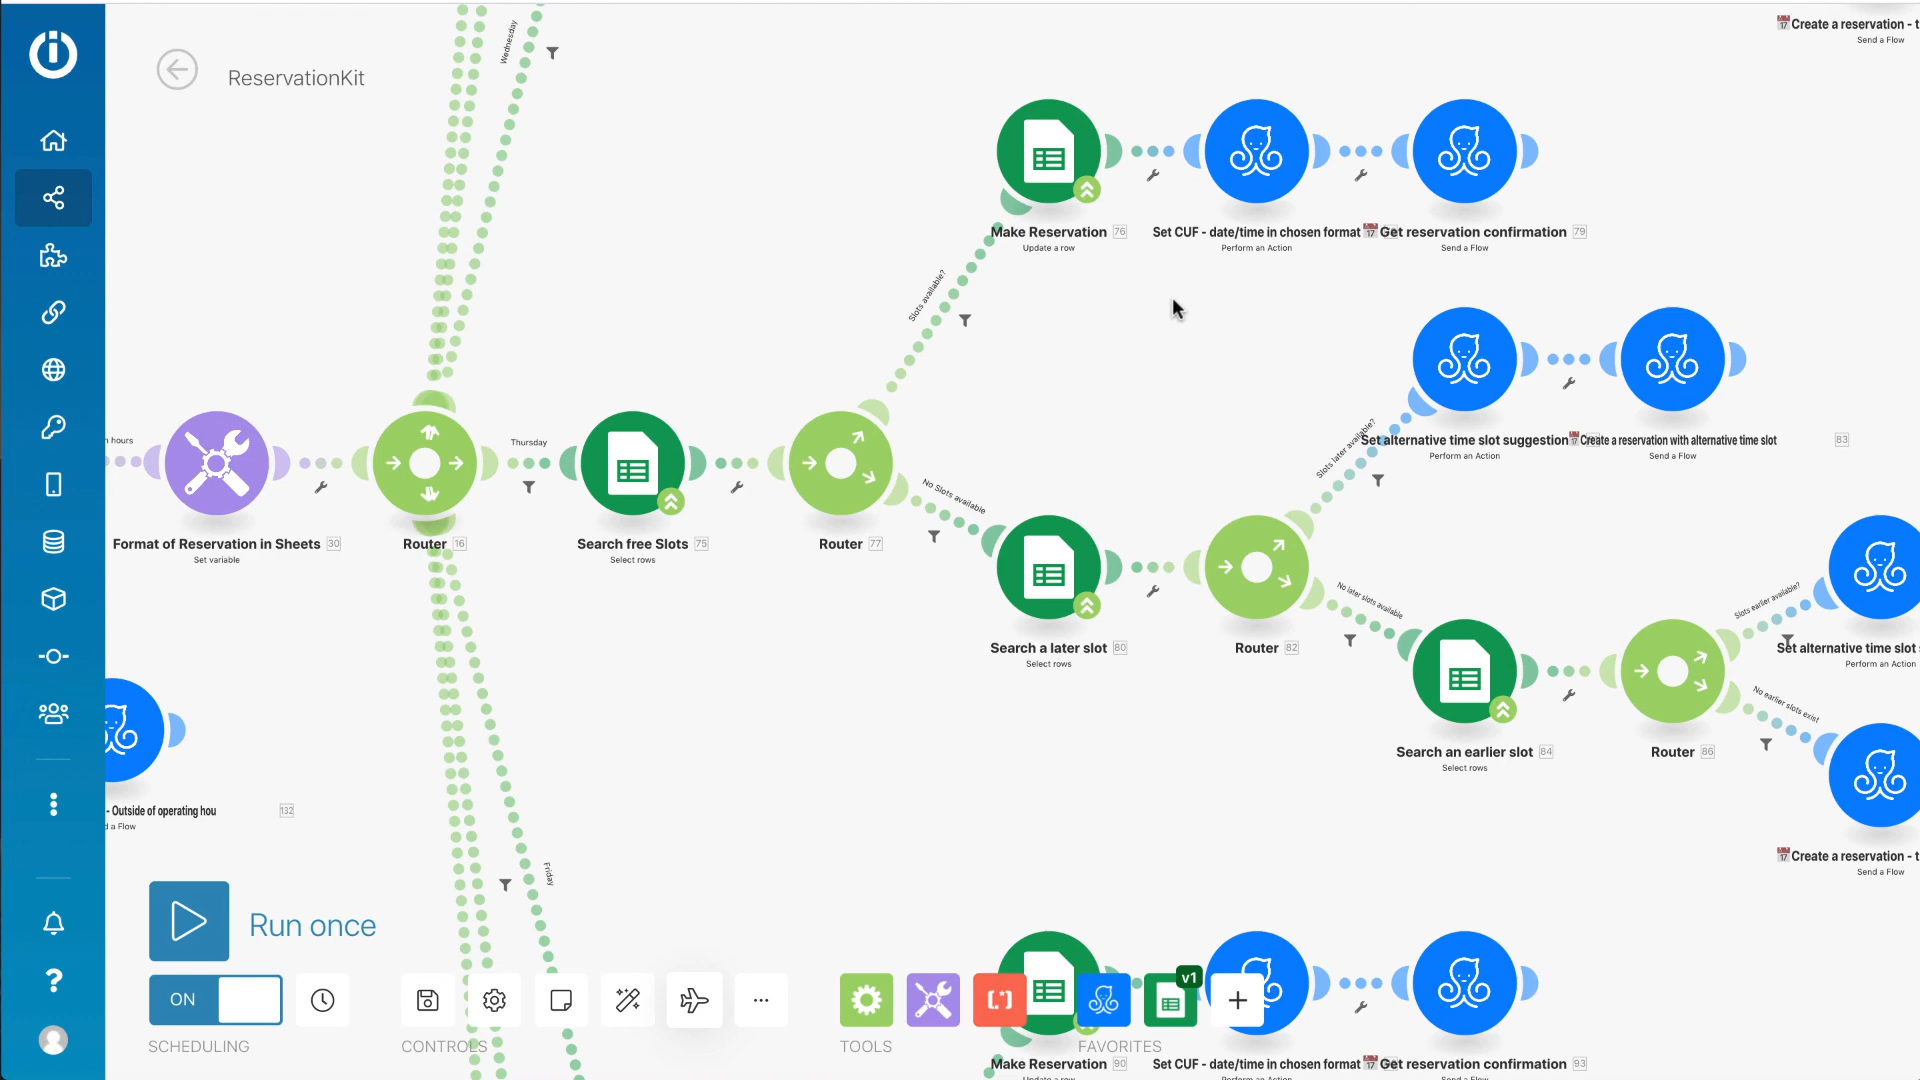 Create a reservation - t
Send a Flow
Wednesday
ReservationKit
Make Reservation 76
Update a row
Set CUF - date/time in chosen format
Perform an Action
Get reservation confirmation 79
Send a Flow
Slots available?
n hours
Thursday
Format of Reservation in Sheets 30
Set variable
Router 16
Search free Slots 75
Select rows
Router 77
No Slots available
Slots later available?
Set alternative time slot suggestion
Perform an Action
Create a reservation with alternative time slot 83
Send a Flow
Search a later slot 80
Select rows
Router 82
No later slots available
Slots earlier available?
Set alternative time slot
Perform an Action
No earlier slots exist
Search an earlier slot 84
Select rows
Router 86
- Outside of operating hou 132
d a Flow
Create a reservation - t
Send a Flow
Friday
Run once
ON
SCHEDULING
CONTROLS
[.*]
v1
TOOLS
FAVORITES
Make Reservation 90
Update a row
Set CUF - date/time in chosen format
Perform an Action
Get reservation confirmation 93
Send a Flow